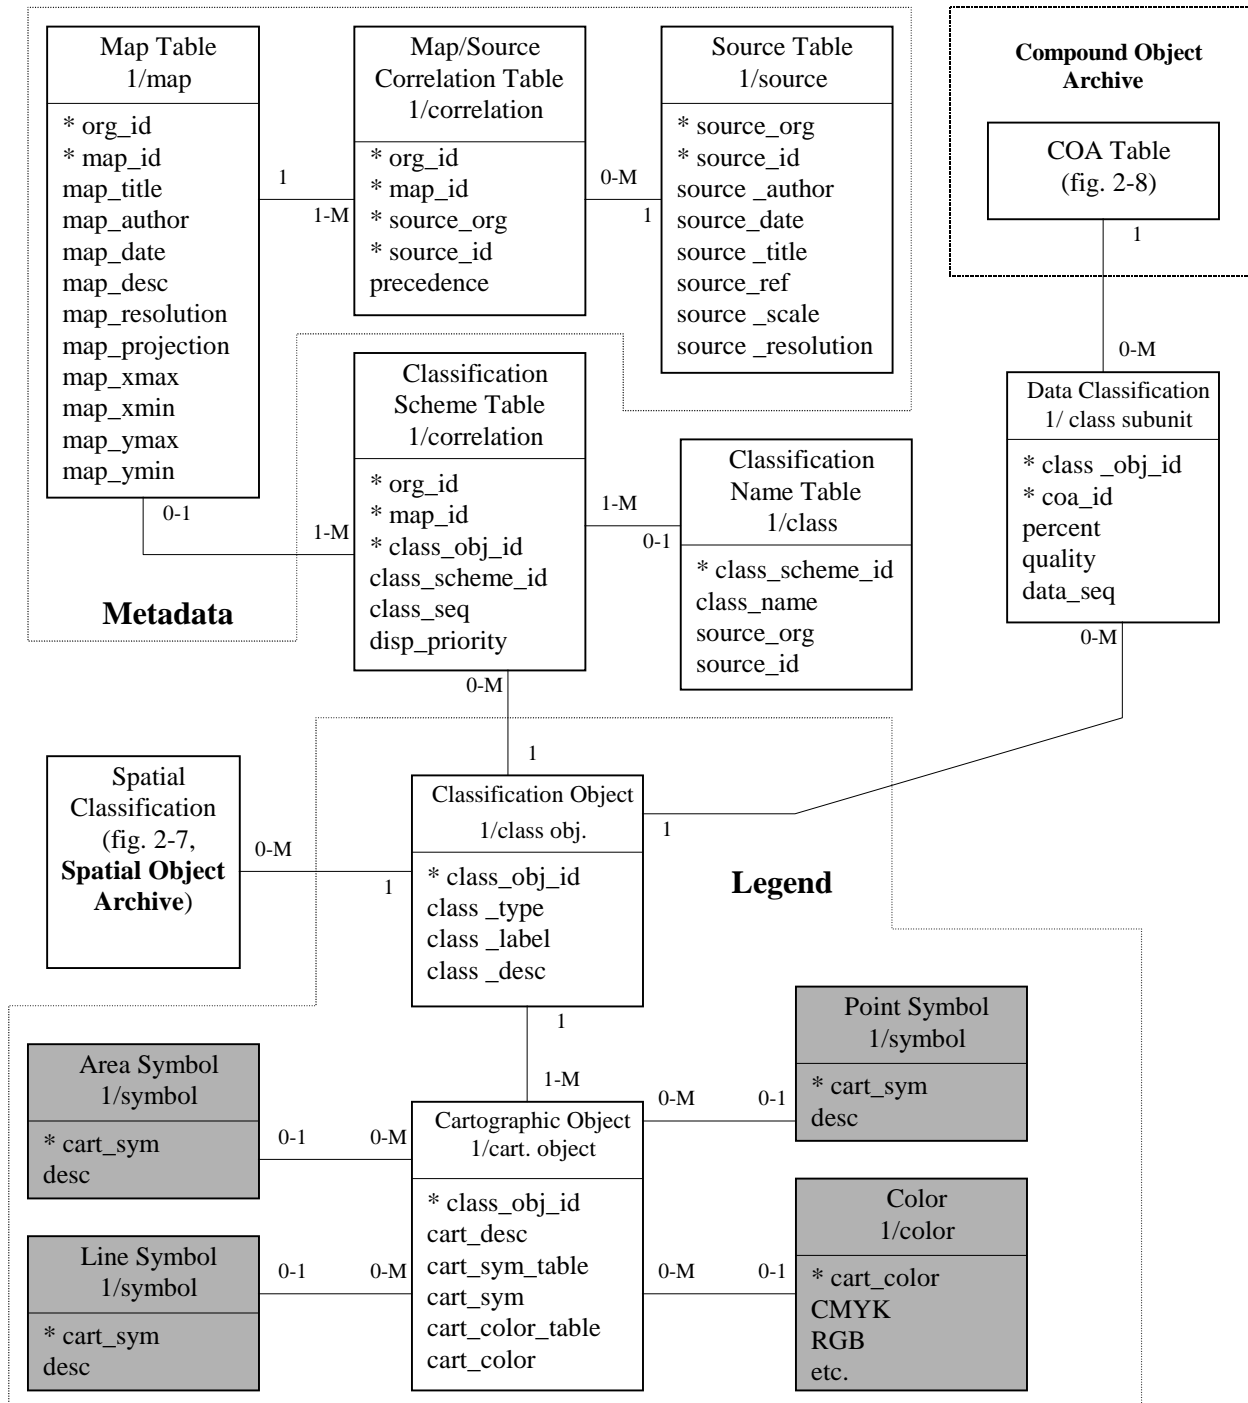 Map Table
1/map
* org_id
* map_id
map_title
map_author
map_date
map_desc
map_resolution
map_projection
map_xmax
map_xmin
map_ymax
map_ymin
1
1-M
Map/Source
Correlation Table
1/correlation
* org_id
* map_id
* source_org
* source_id
precedence
0-M
1
Source Table
1/source
* source_org
* source_id
source _author
source_date
source _title
source_ref
source _scale
source _resolution
Compound Object
Archive
COA Table
(fig. 2-8)
1
0-M
Data Classification
1/ class subunit
* class _obj_id
* coa_id
percent
quality
data_seq
0-M
0-1
1-M
Metadata
Classification
Scheme Table
1/correlation
* org_id
* map_id
* class_obj_id
class_scheme_id
class_seq
disp_priority
1-M
0-1
Classification
Name Table
1/class
* class_scheme_id
class_name
source_org
source_id
0-M
1
Spatial
Classification
(fig. 2-7,
Spatial Object
Archive)
0-M
1
Classification Object
1/class obj.
* class_obj_id
class _type
class _label
class _desc
1
Legend
1
1-M
Area Symbol
1/symbol
* cart_sym
desc
0-1
0-M
Line Symbol
1/symbol
* cart_sym
desc
0-1
0-M
Cartographic Object
1/cart. object
* class_obj_id
cart_desc
cart_sym_table
cart_sym
cart_color_table
cart_color
0-M
0-1
Point Symbol
1/symbol
* cart_sym
desc
0-M
0-1
Color
1/color
* cart_color
CMYK
RGB
etc.